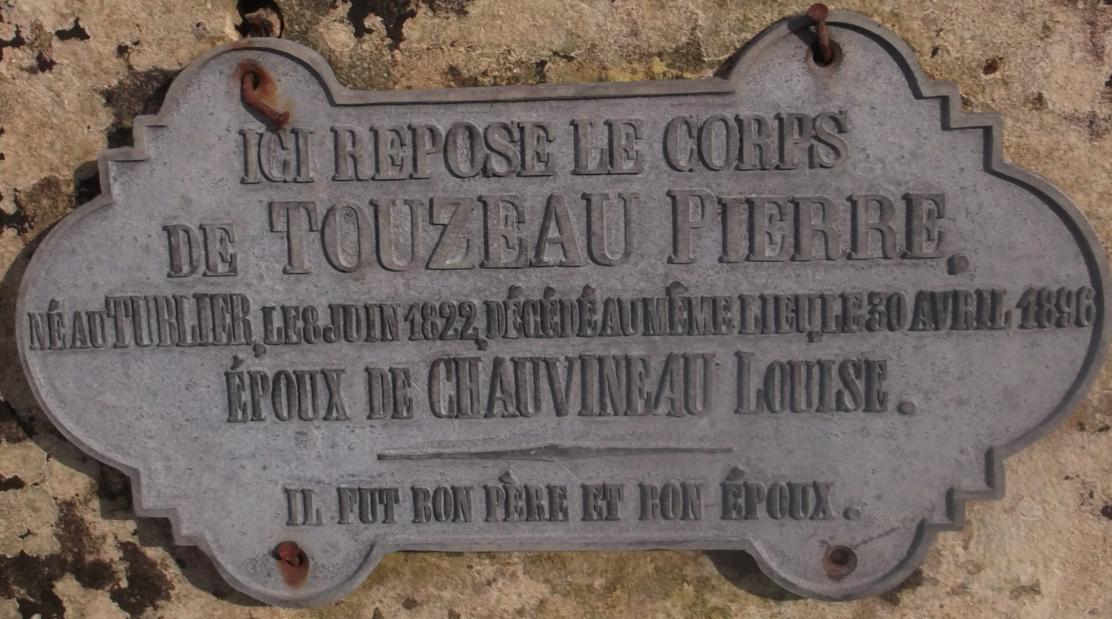 ICI REPOSE LE CORPS
DE TOUZEAU PIERRE.
NÉ AU TURLIER, LE 8 JUIN 1822, DÉCÉDÉ AU MÊME LIEU, LE 30 AVRIL 1896
ÉPOUX DE CHAUVINEAU LOUISE.
IL FUT BON PÈRE ET BON ÉPOUX.